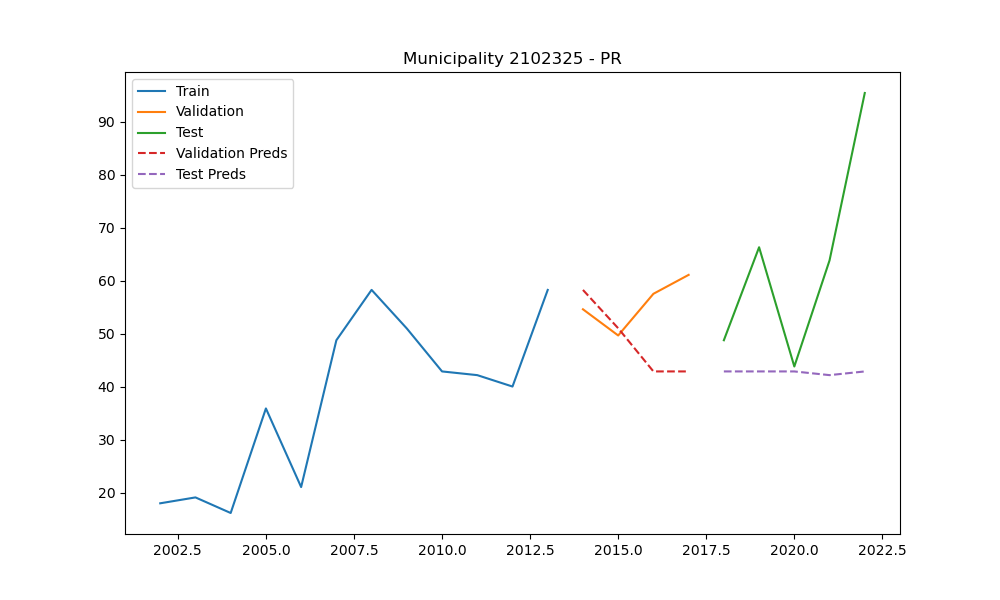 Municipality 2102325 - PR
Train
Validation
Test
Validation Preds
Test Preds
90
80
70
60
50
40
30
20
2002.5 2005.0 2007.5 2010.0 2012.5 2015.0 2017.5 2020.0 2022.5